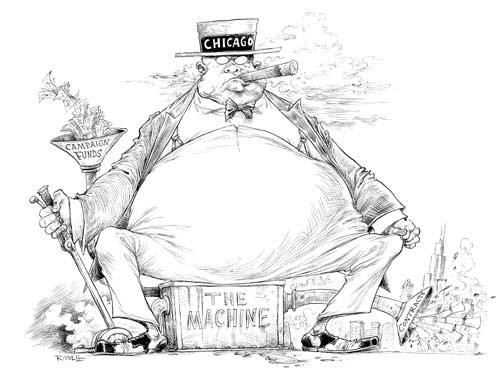 CHICAGO
CAMPAIGN
FUNDS
THE
MACHINE
CONTRACTS
RIDDELL